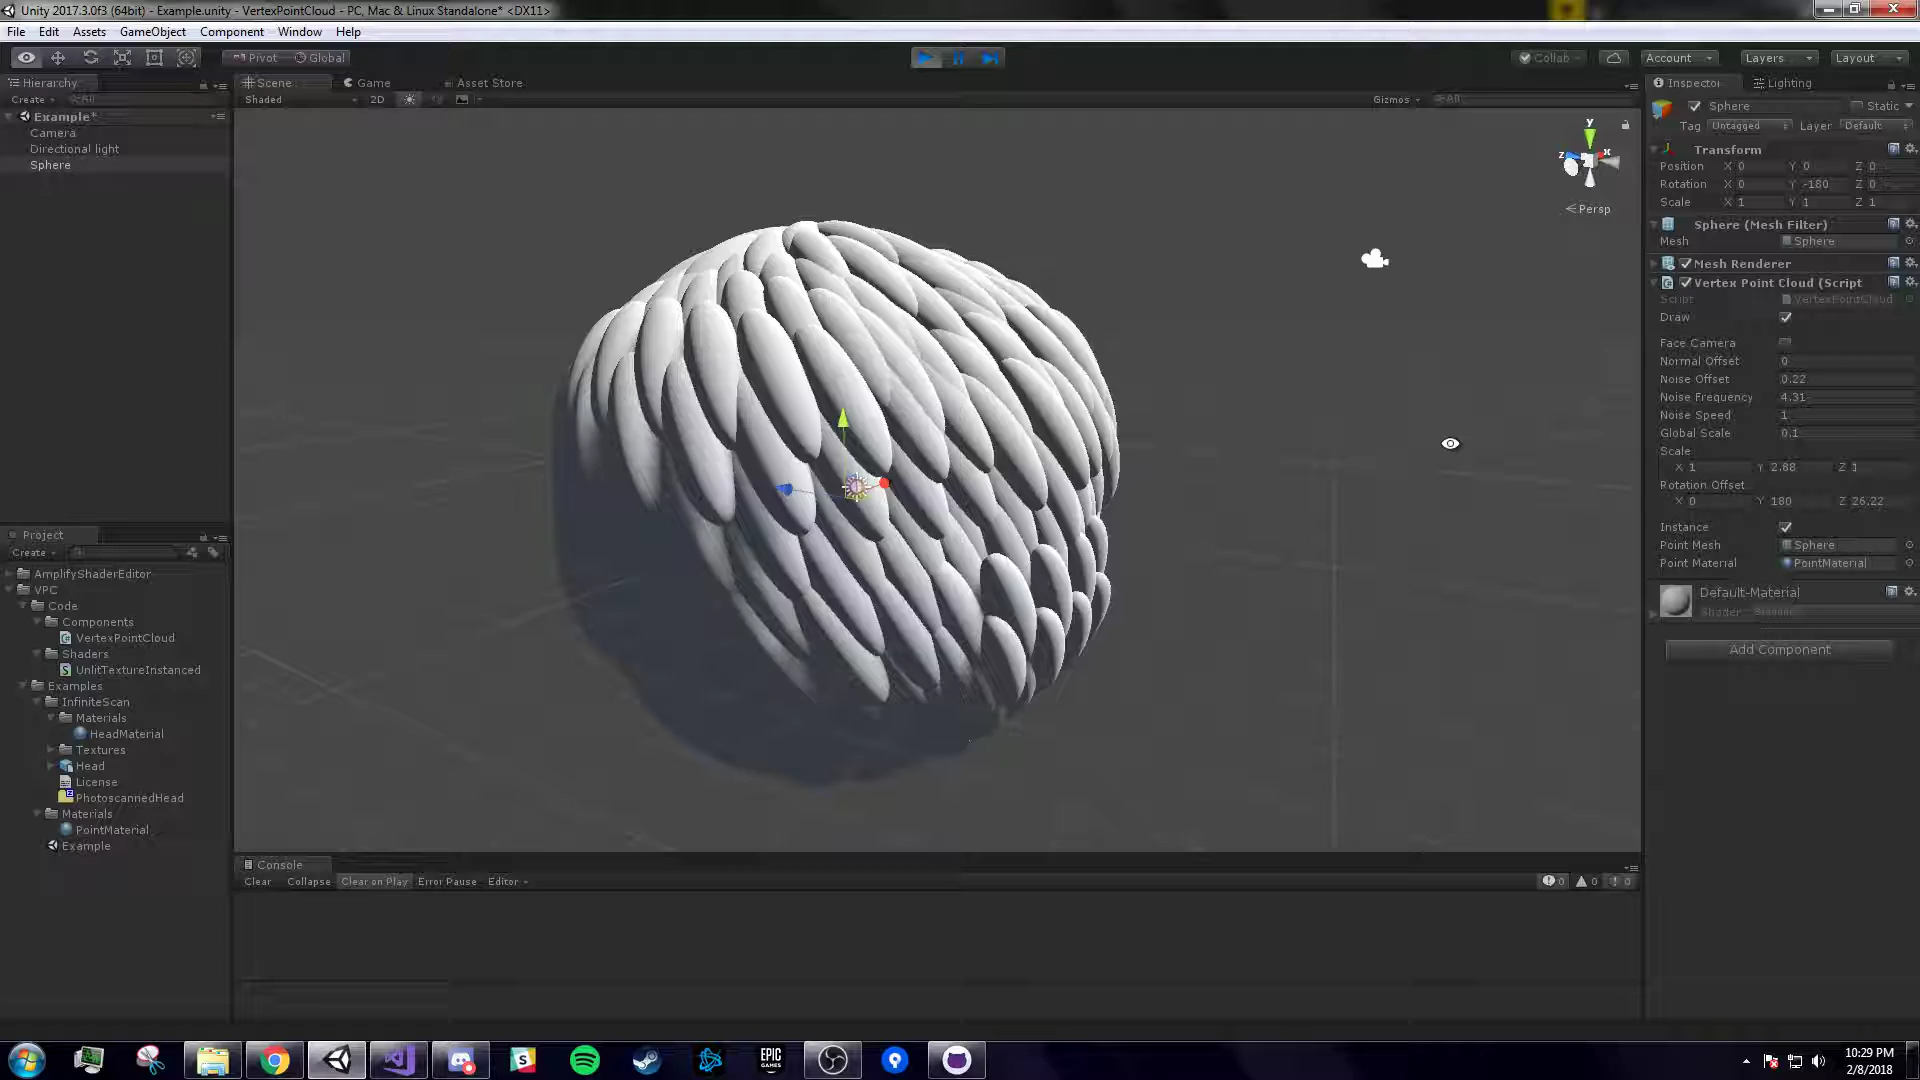 Unity 2017.3.0f3 (64bit) - Example.unity - VertexPointCloud - PC, Mac & Linux Standalone* <DX11>
File Edit Assets GameObject Component Window Help
Pivot Global Collab Account Layers Layout
Hierarchy
Create All
Example*
Camera
Directional light
Sphere
Scene Game Asset Store
Shaded 2D Gizmos All
y
z x
Persp
Inspector Lighting
Sphere Static
Tag Untagged Layer Default
Transform
Position X 0 Y 0 Z 0
Rotation X 0 Y -180 Z 0
Scale X 1 Y 1 Z 1
Sphere (Mesh Filter)
Mesh Sphere
Mesh Renderer
Vertex Point Cloud (Script
Script VertexPointCloud
Draw
Face Camera
Normal Offset 0
Noise Offset 0.22
Noise Frequency 4.31
Noise Speed 1
Global Scale 0.1
Scale
X 1 Y 2.88 Z 1
Rotation Offset
X 0 Y 180 Z 26.22
Instance
Point Mesh Sphere
Point Material PointMaterial
Default-Material
Shader Standard
Add Component
Project
Create
AmplifyShaderEditor
VPC
Code
Components
VertexPointCloud
Shaders
UnlitTextureInstanced
Examples
InfiniteScan
Materials
HeadMaterial
Textures
Head
License
PhotoscannedHead
Materials
PointMaterial
Example
Console
Clear Collapse Clear on Play Error Pause Editor 0 0 0
EPIC GAMES
10:29 PM
2/8/2018